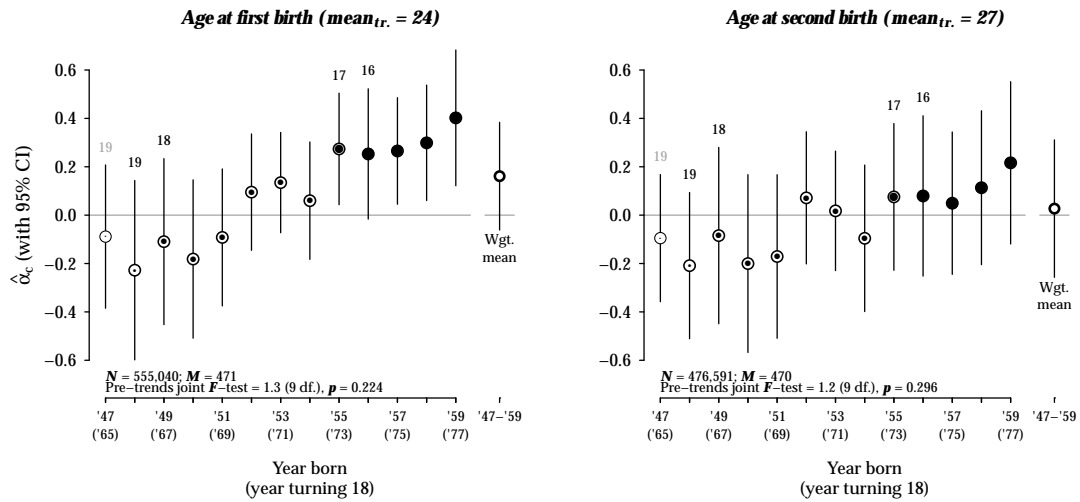 Age at first birth (mean_tr. = 24)
0.6
0.4
0.2
0.0
−0.2
−0.4
−0.6
α̂_c (with 95% CI)
19
19
18
17
16
Wgt.
mean
N = 555,040; M = 471
Pre−trends joint F−test = 1.3 (9 df.), p = 0.224
'47 '49 '51 '53 '55 '57 '59 '47−'59
('65) ('67) ('69) ('71) ('73) ('75) ('77)
Year born
(year turning 18)
Age at second birth (mean_tr. = 27)
0.6
0.4
0.2
0.0
−0.2
−0.4
−0.6
19
19
18
17
16
Wgt.
mean
N = 476,591; M = 470
Pre−trends joint F−test = 1.2 (9 df.), p = 0.296
'47 '49 '51 '53 '55 '57 '59 '47−'59
('65) ('67) ('69) ('71) ('73) ('75) ('77)
Year born
(year turning 18)